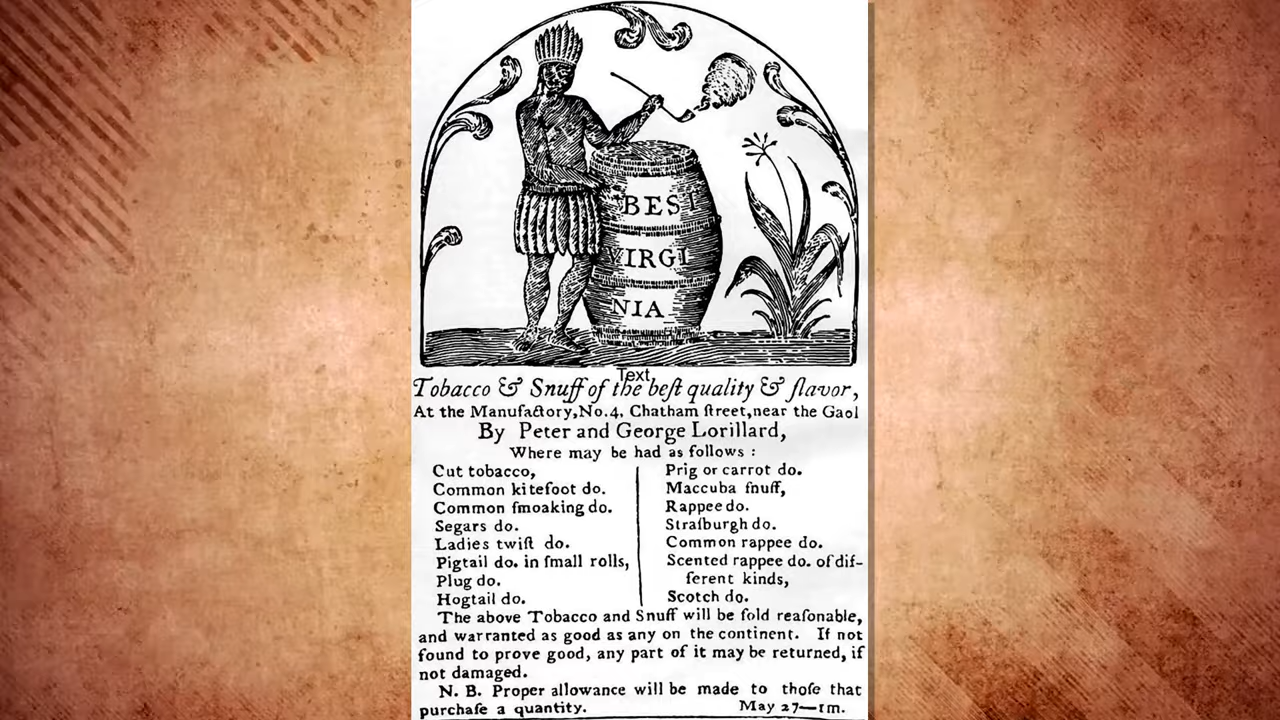 BEST
VIRGI
NIA
Text
Tobacco & Snuff of the beſt quality & flavor,
At the Manufactory, No. 4, Chatham ſtreet, near the Gaol
By Peter and George Lorillard,
Where may be had as follows :
Cut tobacco,
Common kitefoot do.
Common ſmoaking do.
Segars do.
Ladies twiſt do.
Pigtail do. in ſmall rolls,
Plug do.
Hogtail do.
Prig or carrot do.
Maccuba ſnuff,
Rappee do.
Straſburgh do.
Common rappee do.
Scented rappee do. of dif-
ferent kinds,
Scotch do.
The above Tobacco and Snuff will be ſold reaſonable,
and warranted as good as any on the continent. If not
found to prove good, any part of it may be returned, if
not damaged.
N. B. Proper allowance will be made to thoſe that
purchaſe a quantity. May 27—1m.